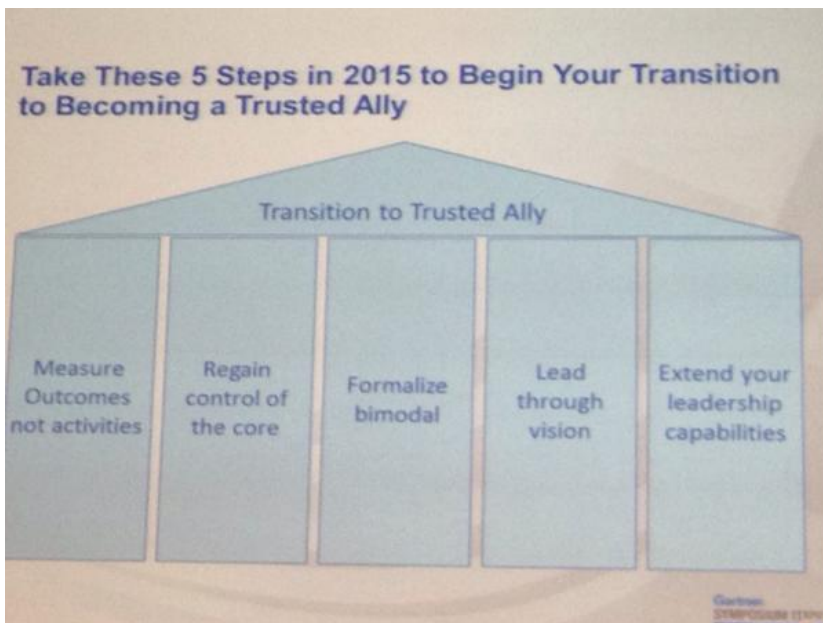 Take These 5 Steps in 2015 to Begin Your Transition
to Becoming a Trusted Ally
Transition to Trusted Ally
Measure
Outcomes
not activities
Regain
control of
the core
Formalize
bimodal
Lead
through
vision
Extend your
leadership
capabilities
Gartner
SYMPOSIUM